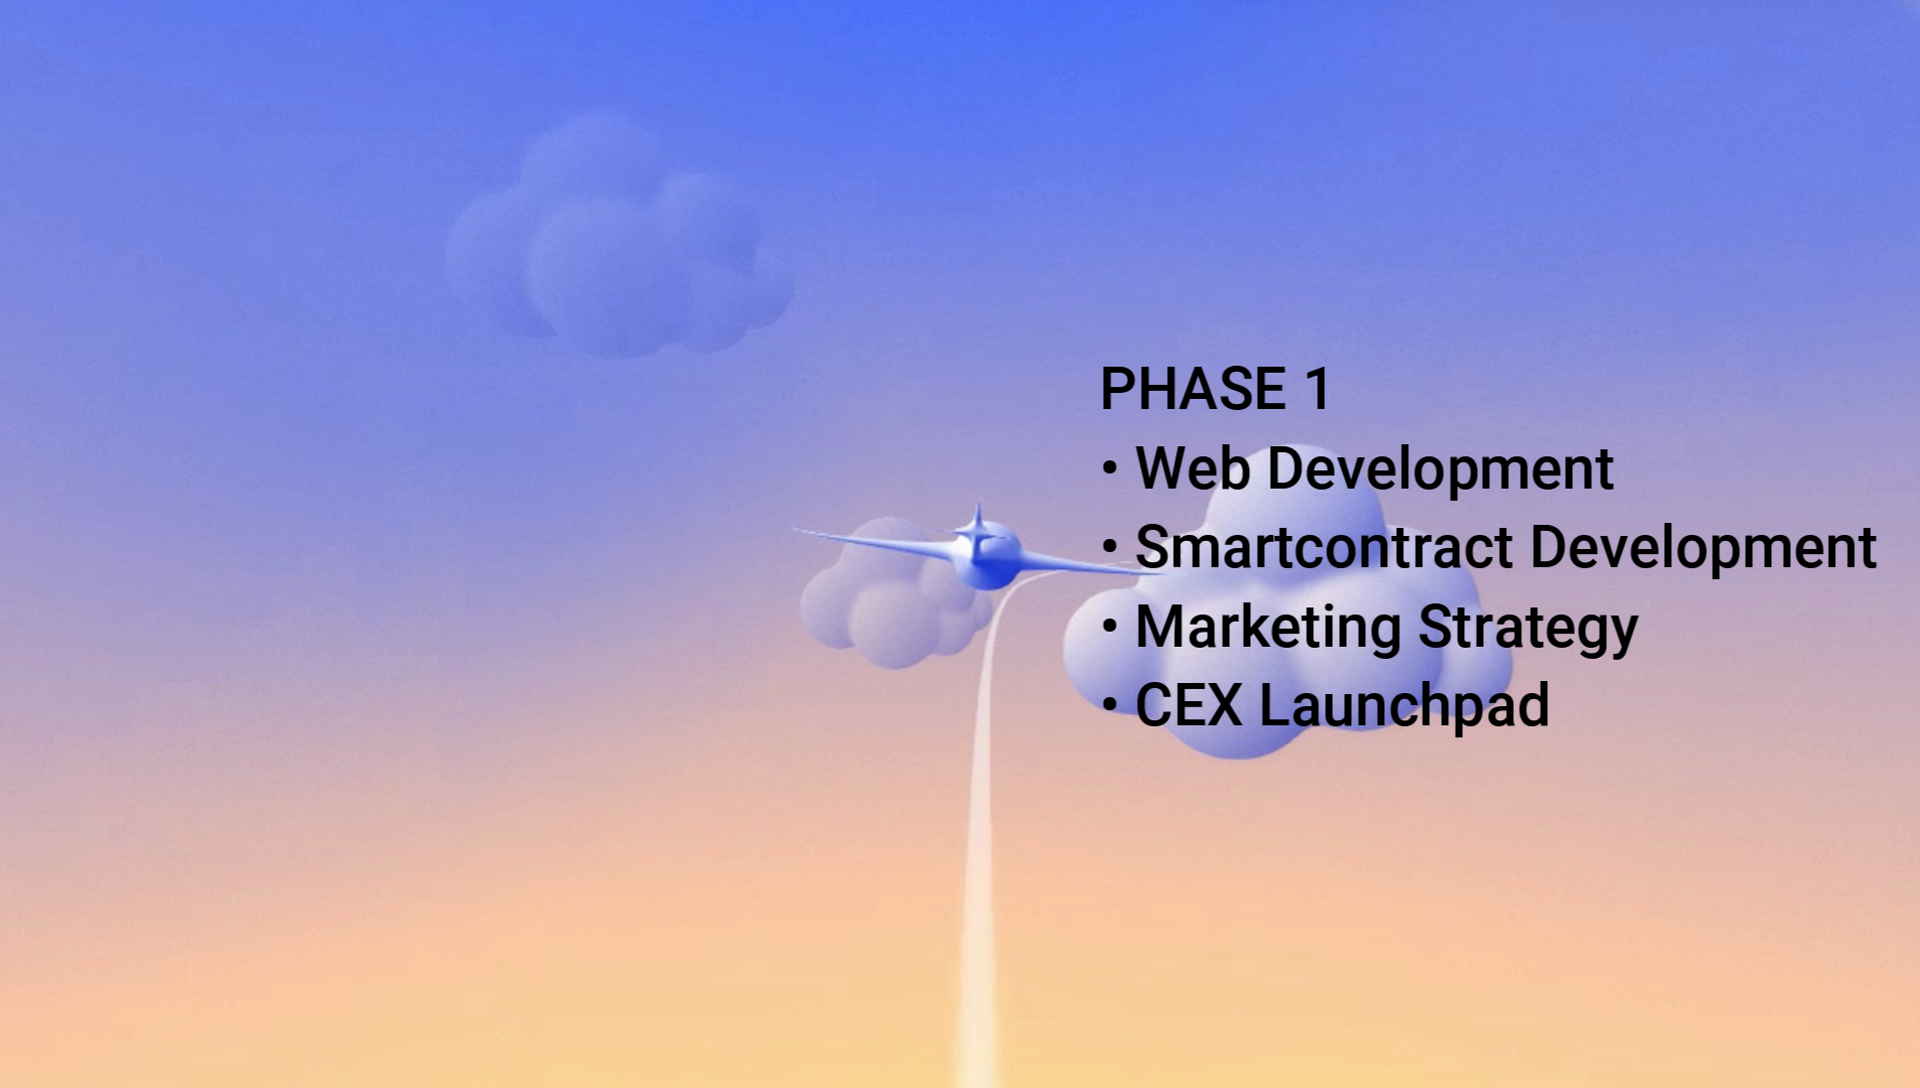 PHASE 1
• Web Development
• Smartcontract Development
• Marketing Strategy
• CEX Launchpad